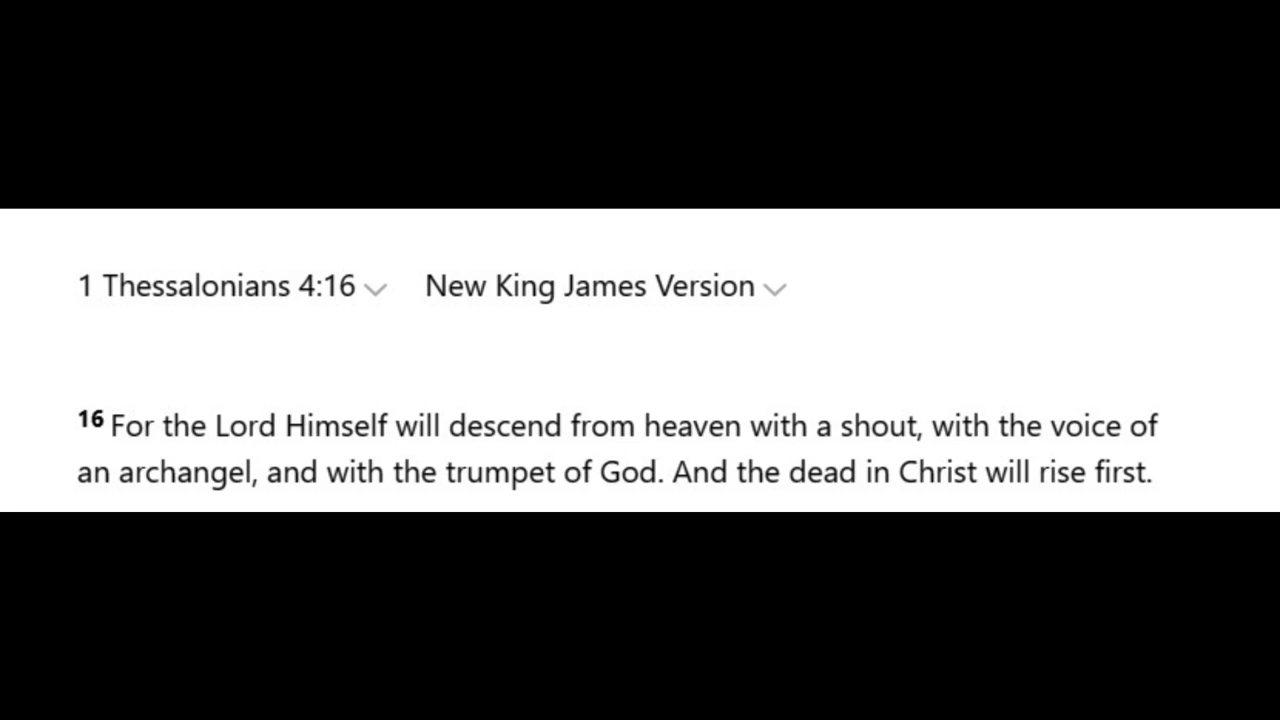 1 Thessalonians 4:16 New King James Version
16 For the Lord Himself will descend from heaven with a shout, with the voice of
an archangel, and with the trumpet of God. And the dead in Christ will rise first.